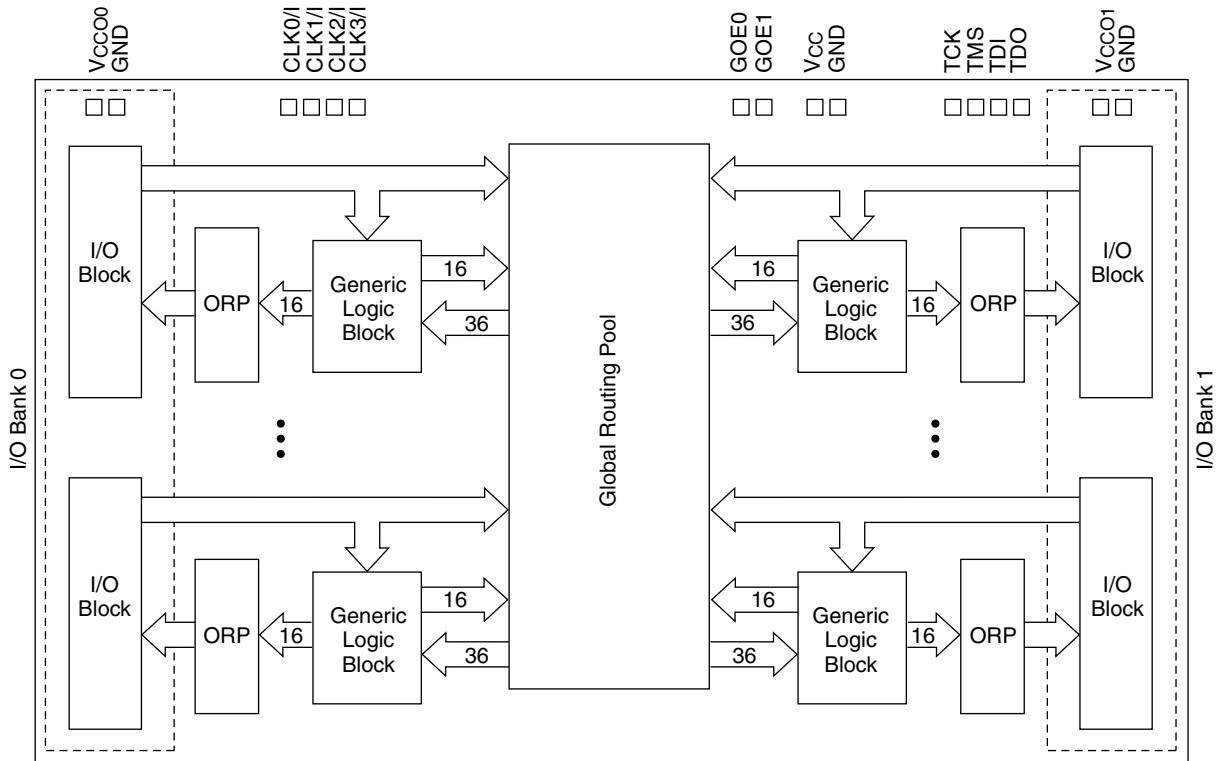 VCCO0
GND
CLK0/I
CLK1/I
CLK2/I
CLK3/I
GOE0
GOE1
VCC
GND
TCK
TMS
TDI
TDO
VCCO1
GND
I/O Bank 0
I/O
Block
ORP
16
Generic
Logic
Block
16
36
Global Routing Pool
16
36
Generic
Logic
Block
16
ORP
I/O
Block
I/O Bank 1
I/O
Block
ORP
16
Generic
Logic
Block
16
36
16
36
Generic
Logic
Block
16
ORP
I/O
Block